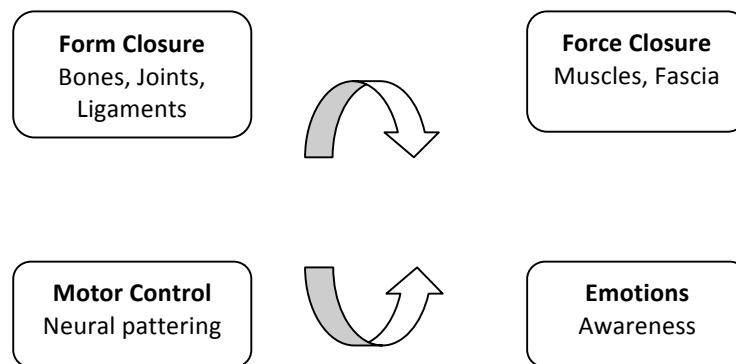 Form Closure
Bones, Joints,
Ligaments
Force Closure
Muscles, Fascia
Motor Control
Neural pattering
Emotions
Awareness